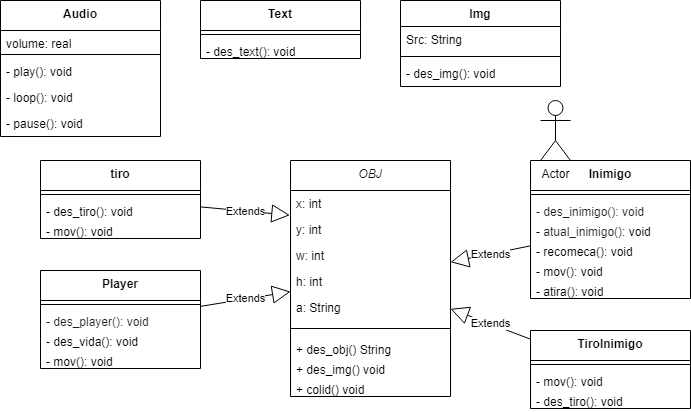 Audio
volume: real
- play(): void
- loop(): void
- pause(): void
Text
- des_text(): void
Img
Src: String
- des_img(): void
tiro
- des_tiro(): void
- mov(): void
Extends
Player
- des_player(): void
- des_vida(): void
- mov(): void
Extends
OBJ
x: int
y: int
w: int
h: int
a: String
+ des_obj() String
+ des_img() void
+ colid() void
Actor
Inimigo
- des_inimigo(): void
- atual_inimigo(): void
- recomeca(): void
- mov(): void
- atira(): void
Extends
TiroInimigo
- mov(): void
- des_tiro(): void
Extends